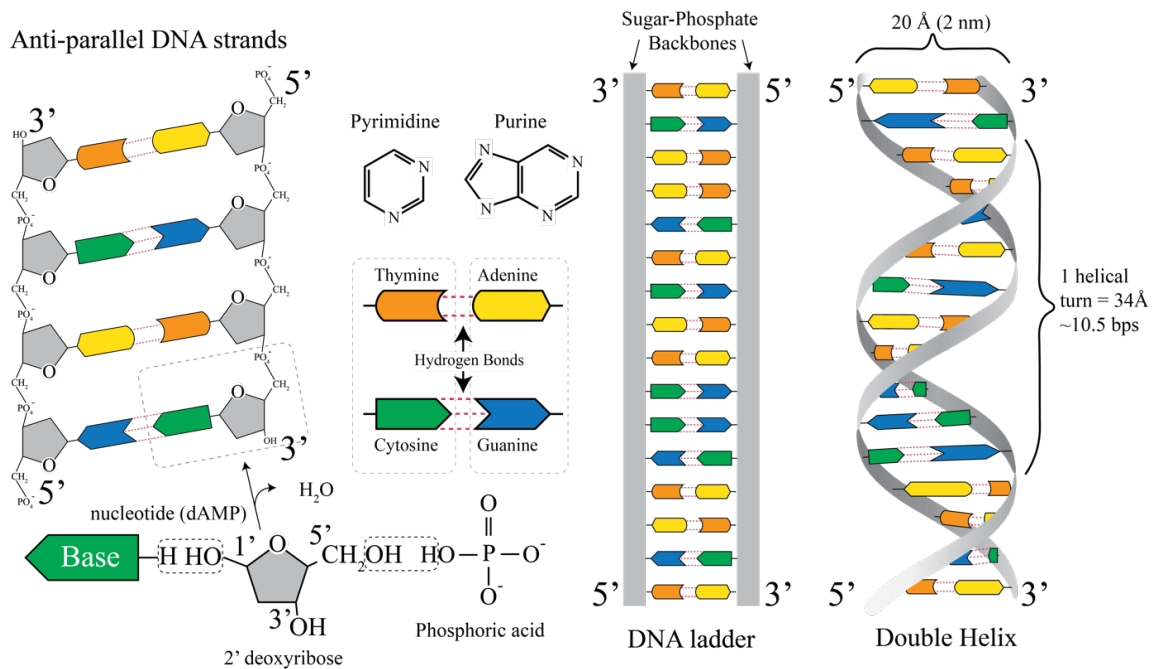 Anti-parallel DNA strands
PO4-
5’
CH2
O
3’
HO
O
PO4-
CH2
O
CH2
PO4-
O
PO4-
CH2
O
CH2
PO4-
O
PO4-
CH2
O
CH2
PO4-
O
PO4-
CH2
O
CH2
OH
3’
5’
PO4-
Pyrimidine
N
N
Purine
N
N
N
N
Thymine
Adenine
Hydrogen Bonds
Cytosine
Guanine
H2O
nucleotide (dAMP)
Base
H HO
1’
O
5’
CH2OH
HO
O
P
O-
O-
3’
OH
2’ deoxyribose
Phosphoric acid
Sugar-Phosphate
Backbones
3’
5’
5’
3’
DNA ladder
20 Å (2 nm)
3’
5’
1 helical
turn = 34Å
~10.5 bps
5’
3’
Double Helix